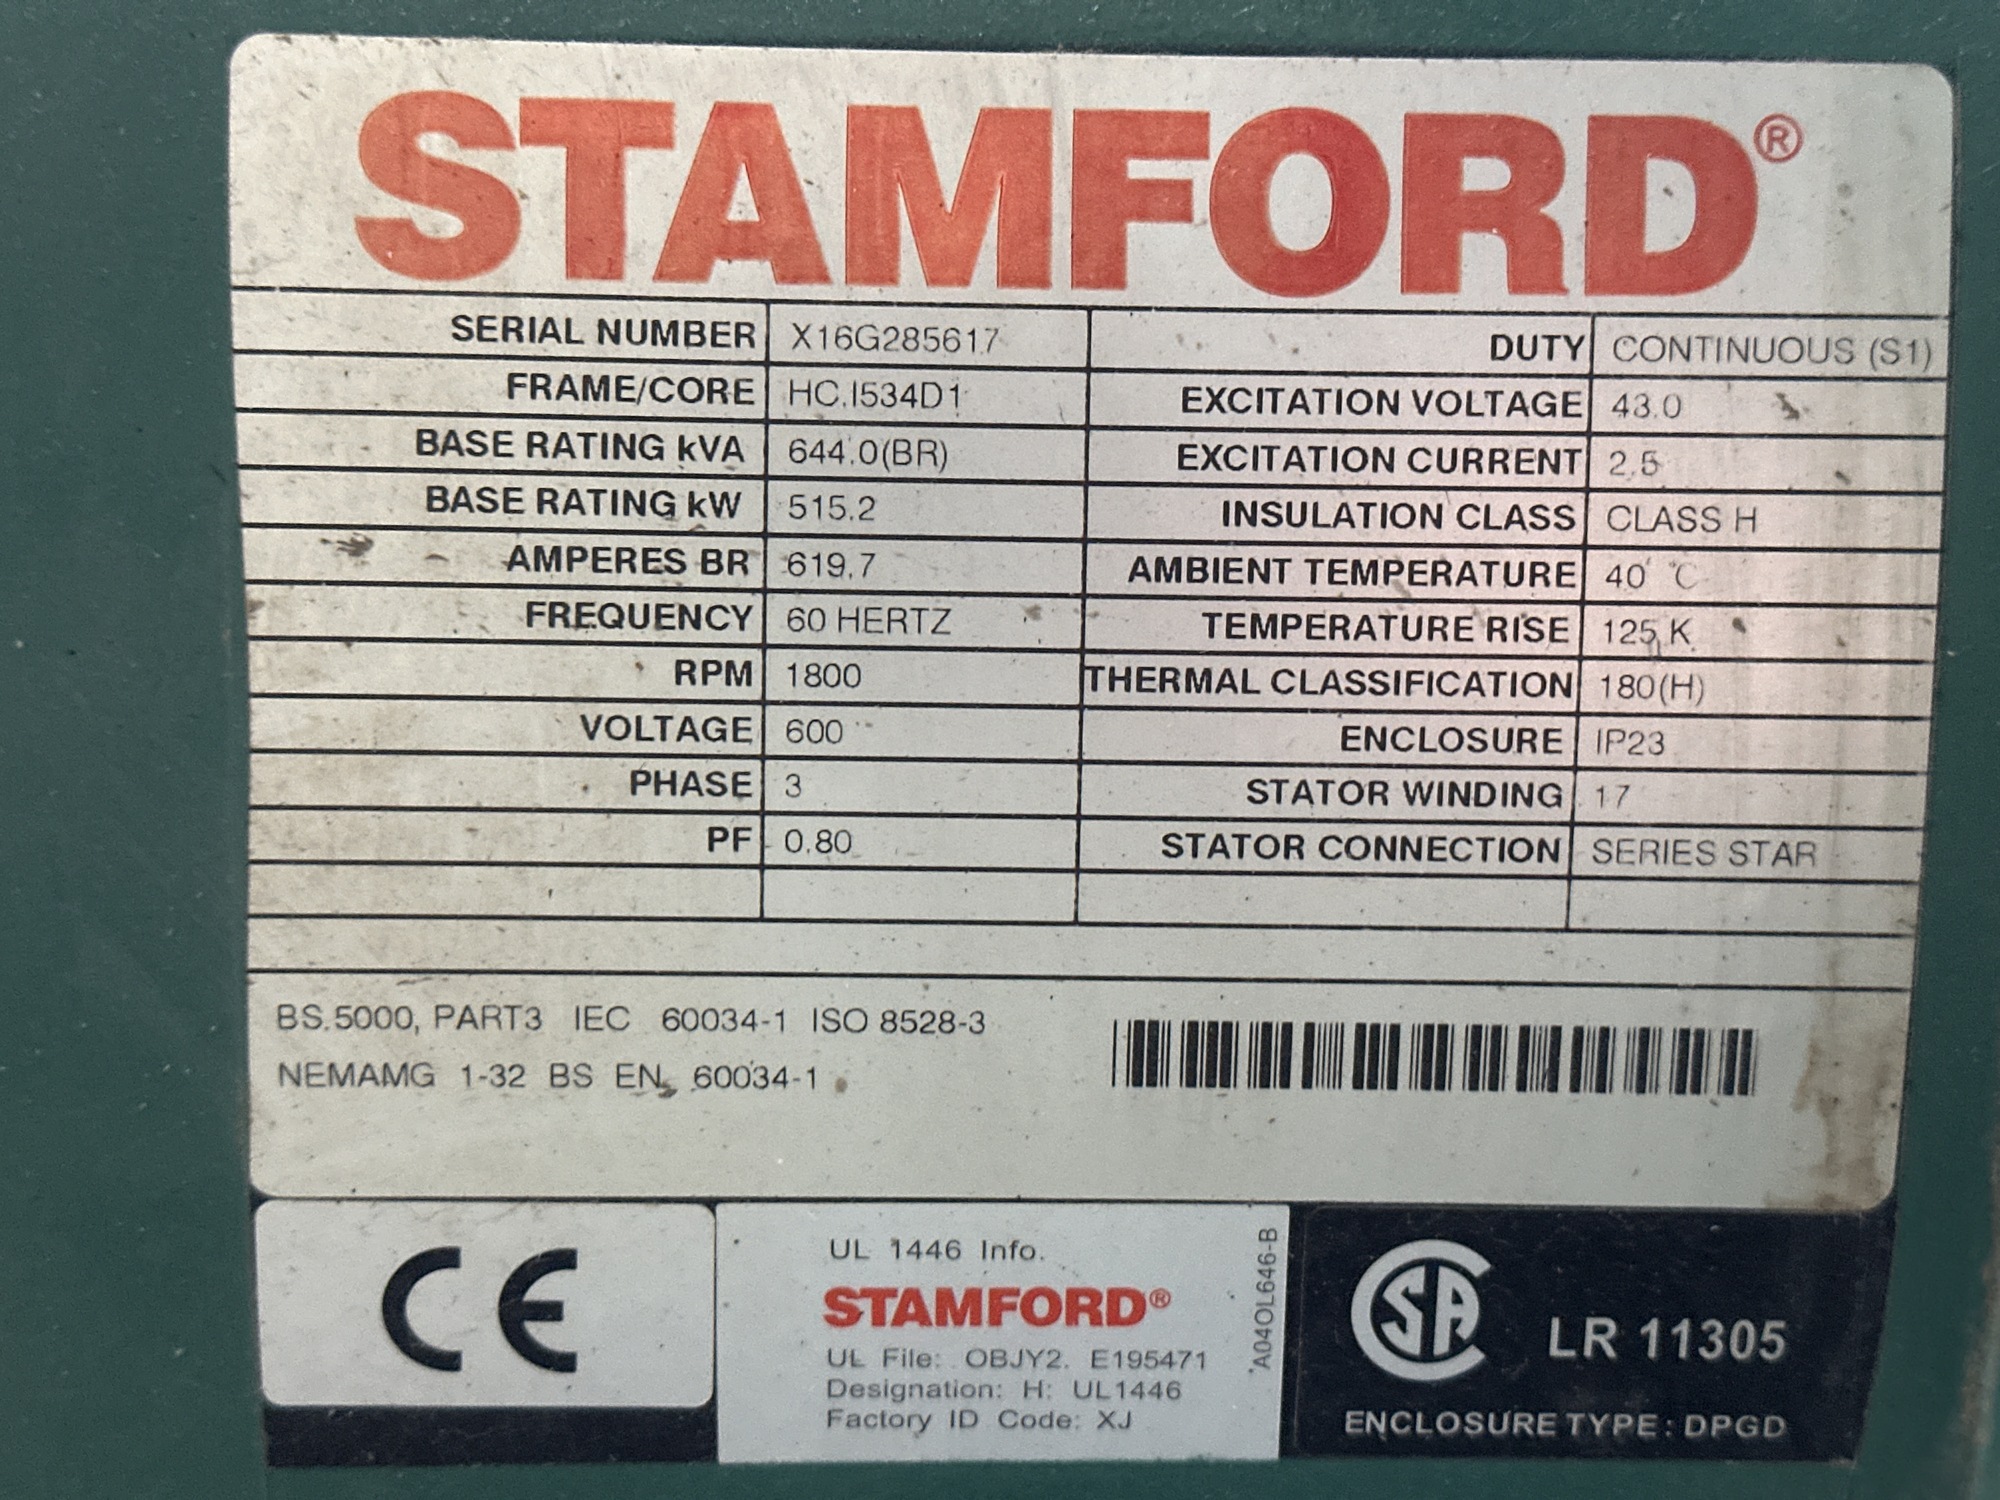 STAMFORD®
SERIAL NUMBER X16G285617 DUTY CONTINUOUS (S1)
FRAME/CORE HC.I534D1 EXCITATION VOLTAGE 43.0
BASE RATING kVA 644.0(BR) EXCITATION CURRENT 2.5
BASE RATING kW 515.2 INSULATION CLASS CLASS H
AMPERES BR 619.7 AMBIENT TEMPERATURE 40 °C
FREQUENCY 60 HERTZ TEMPERATURE RISE 125 K
RPM 1800 THERMAL CLASSIFICATION 180(H)
VOLTAGE 600 ENCLOSURE IP23
PHASE 3 STATOR WINDING 17
PF 0.80 STATOR CONNECTION SERIES STAR
BS.5000, PART3 IEC 60034-1 ISO 8528-3
NEMAMG 1-32 BS EN 60034-1
CE
UL 1446 Info.
STAMFORD®
UL File: OBJY2. E195471
Designation: H: UL1446
Factory ID Code: XJ
A040L646-B
CSA LR 11305
ENCLOSURE TYPE: DPGD